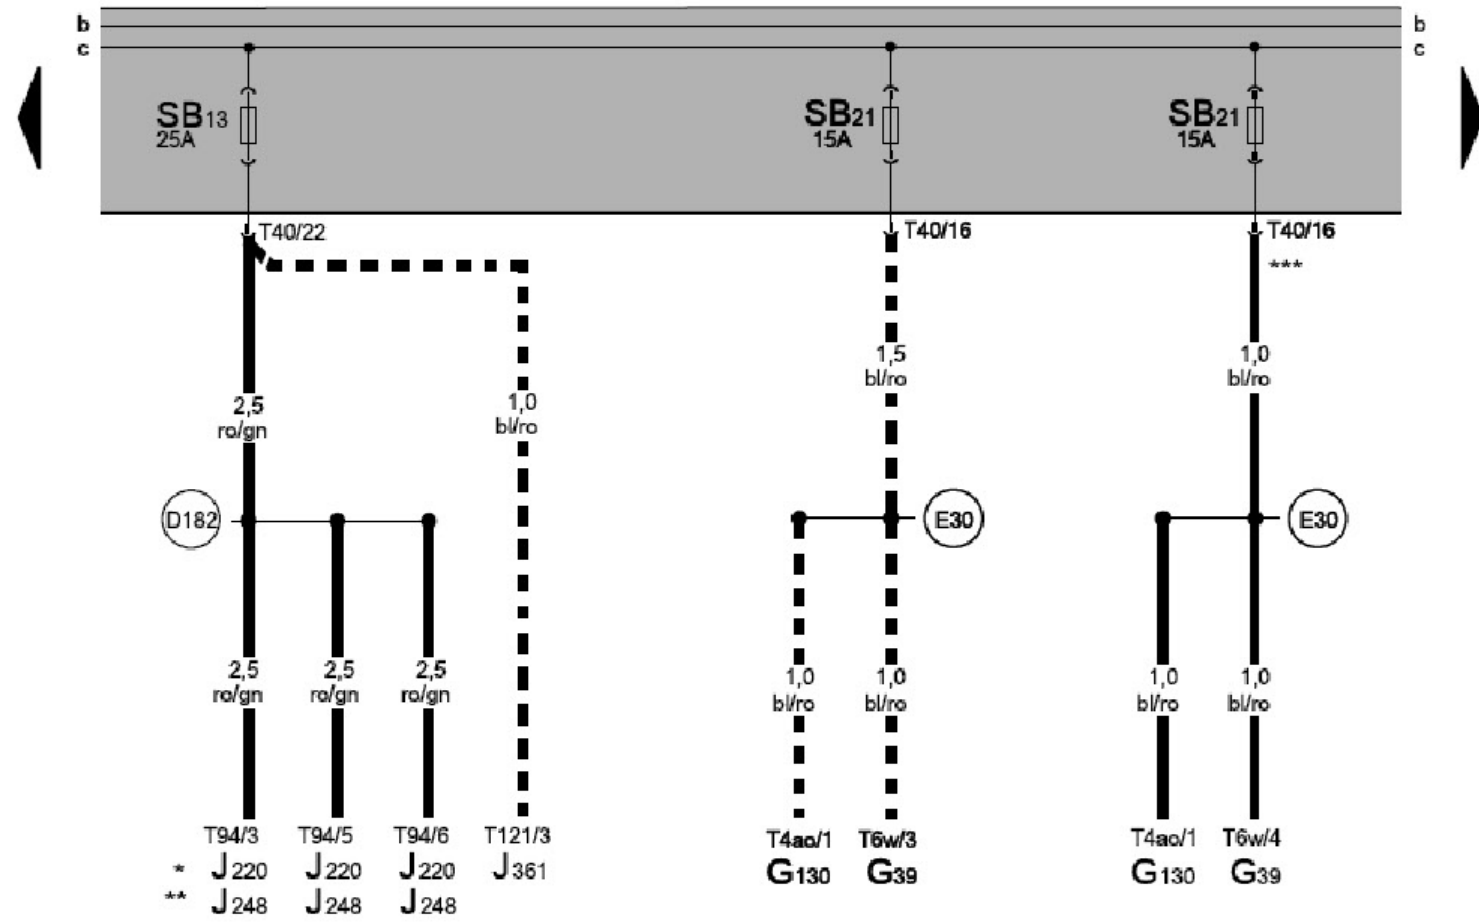 b b
c c
SB13 SB21 SB21
25A 15A 15A
T40/22 T40/16 T40/16
***
1,5 1,0
bl/ro bl/ro
2,5 1,0
ro/gn bl/ro
D182 E30 E30
2,5 2,5 2,5 1,0 1,0 1,0 1,0
ro/gn ro/gn ro/gn bl/ro bl/ro bl/ro bl/ro
T94/3 T94/5 T94/6 T121/3 T4ao/1 T6w/3 T4ao/1 T6w/4
* J220 J220 J220 J361 G130 G39 G130 G39
** J248 J248 J248